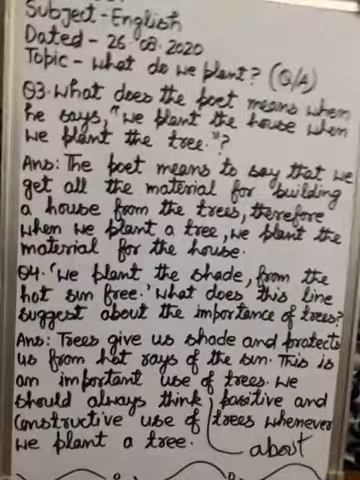 Subject - English
Dated - 26.08.2020
Topic - what do we plant? (Q/A)
Q3. What does the poet means when
he says, "we plant the house when
we plant the tree."?
Ans: The poet means to say that we
get all the material for building
a house from the trees, therefore
when we plant a tree, we plant the
material for the house.
Q4. 'We plant the shade, from the
hot sun free.' What does this line
suggest about the importance of trees?
Ans: Trees give us shade and protects
us from hot rays of the sun. This is
an important use of trees. We
should always think, positive and
constructive use of trees whenever
we plant a tree.
about